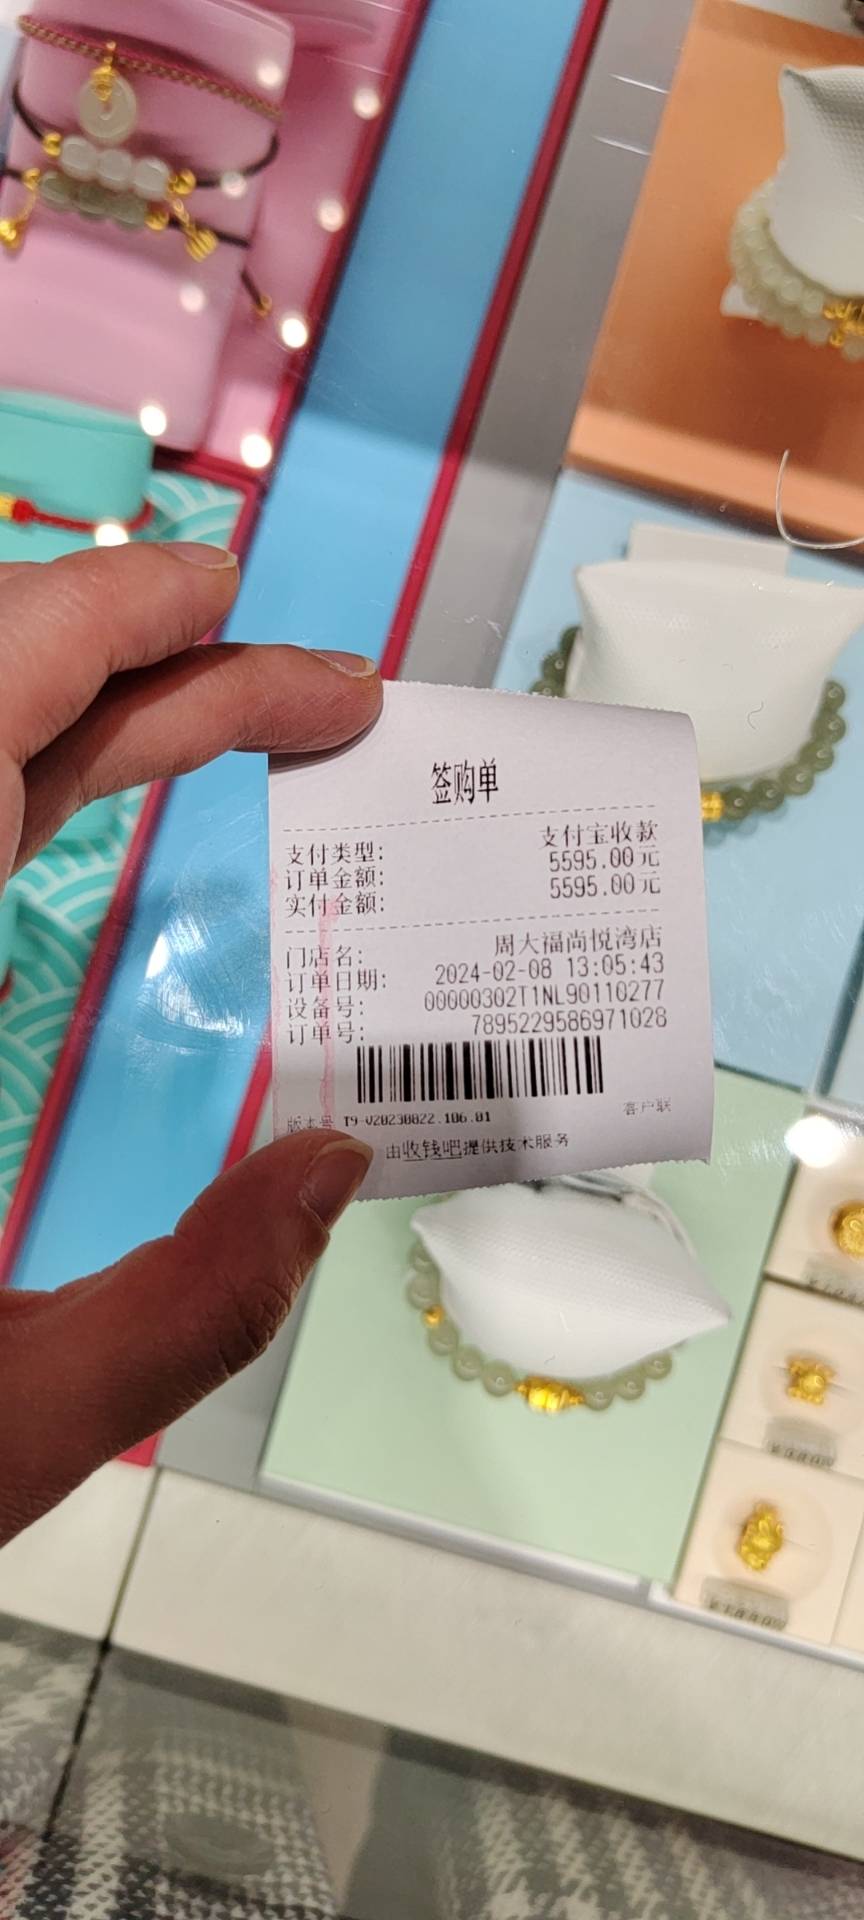 签购单
支付类型: 支付宝收款
订单金额: 5595.00元
实付金额: 5595.00元
门店名: 周大福尚悦湾店
订单日期: 2024-02-08 13:05:43
设备号: 00000302T1NL90110277
订单号: 7895229586971028
版本号 T9-V20230822.106.01 客户联
由收钱吧提供技术服务